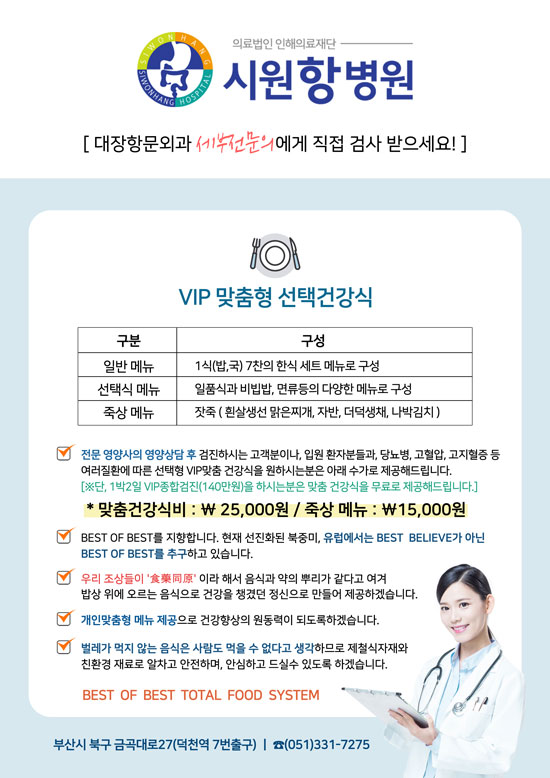 의료법인 인해의료재단
SIWONHANG
SIWONHANG HOSPITAL
시원항병원
[ 대장항문외과 세부전문의에게 직접 검사 받으세요! ]
VIP 맞춤형 선택건강식
구분 구성
일반 메뉴 1식(밥,국) 7찬의 한식 세트 메뉴로 구성
선택식 메뉴 일품식과 비빕밥, 면류등의 다양한 메뉴로 구성
죽상 메뉴 잣죽 ( 흰살생선 맑은찌개, 자반, 더덕생채, 나박김치 )
전문 영양사의 영양상담 후 검진하시는 고객분이나, 입원 환자분들과, 당뇨병, 고혈압, 고지혈증 등
여러질환에 따른 선택형 VIP맞춤 건강식을 원하시는분은 아래 수가로 제공해드립니다.
[※단, 1박2일 VIP종합검진(140만원)을 하시는분은 맞춤 건강식을 무료로 제공해드립니다.]
* 맞춤건강식비 : ₩ 25,000원 / 죽상 메뉴 : ₩15,000원
BEST OF BEST를 지향합니다. 현재 선진화된 북중미, 유럽에서는 BEST BELIEVE가 아닌
BEST OF BEST를 추구하고 있습니다.
우리 조상들이 '食藥同原' 이라 해서 음식과 약의 뿌리가 같다고 여겨
밥상 위에 오르는 음식으로 건강을 챙겼던 정신으로 만들어 제공하겠습니다.
개인맞춤형 메뉴 제공으로 건강향상의 원동력이 되도록하겠습니다.
벌레가 먹지 않는 음식은 사람도 먹을 수 없다고 생각하므로 제철식자재와
친환경 재료로 알차고 안전하며, 안심하고 드실수 있도록 하겠습니다.
BEST OF BEST TOTAL FOOD SYSTEM
부산시 북구 금곡대로27(덕천역 7번출구) | ☎(051)331-7275